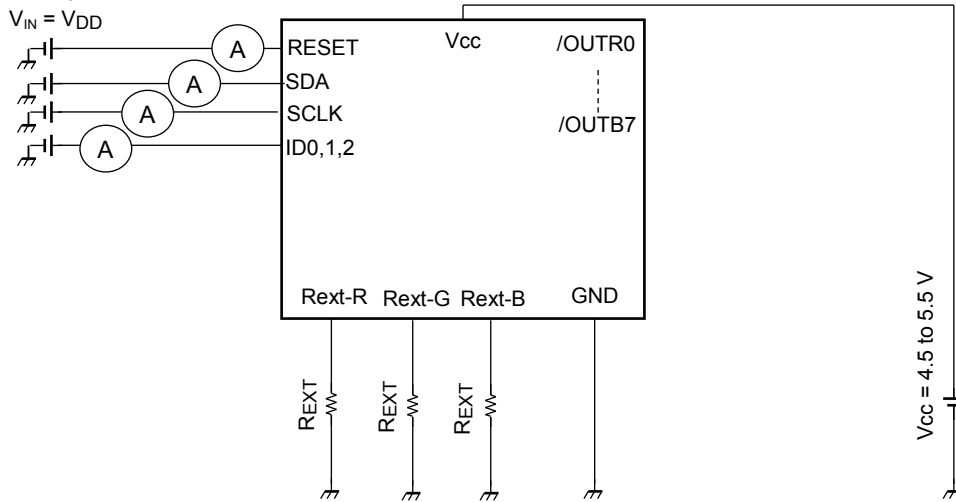 VIN = VDD
A
RESET
A
SDA
A
SCLK
A
ID0,1,2
Vcc
/OUTR0
/OUTB7
Rext-R
Rext-G
Rext-B
GND
REXT
REXT
REXT
Vcc = 4.5 to 5.5 V